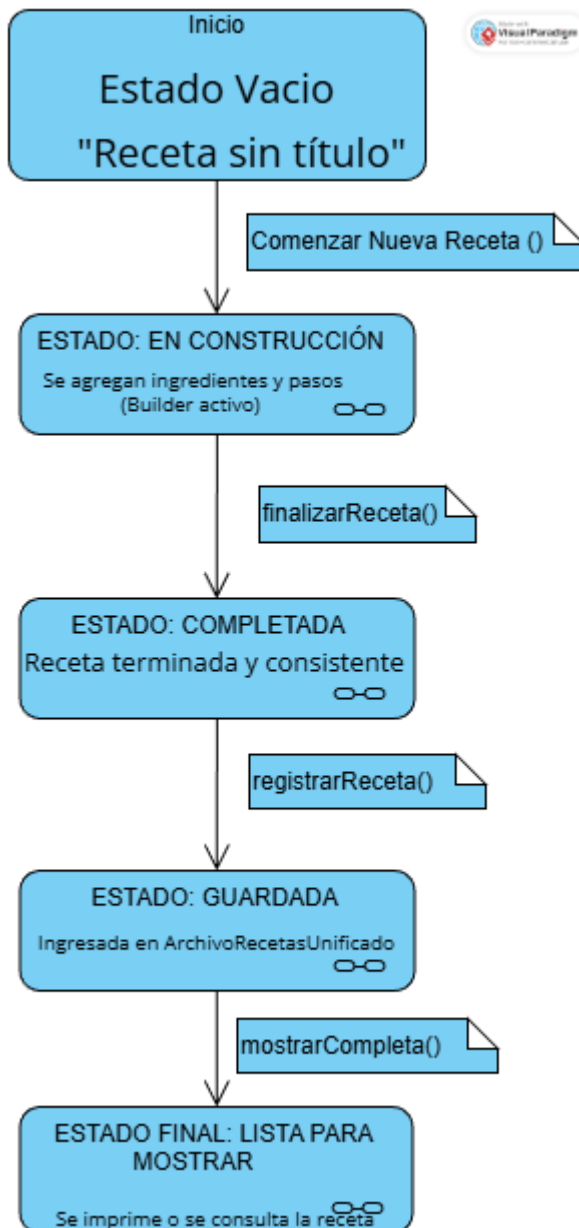 Inicio
VisualParadigm
Estado Vacio
"Receta sin título"
Comenzar Nueva Receta ()
ESTADO: EN CONSTRUCCIÓN
Se agregan ingredientes y pasos
(Builder activo)
finalizarReceta()
ESTADO: COMPLETADA
Receta terminada y consistente
registrarReceta()
ESTADO: GUARDADA
Ingresada en ArchivoRecetasUnificado
mostrarCompleta()
ESTADO FINAL: LISTA PARA
MOSTRAR
Se imprime o se consulta la receta